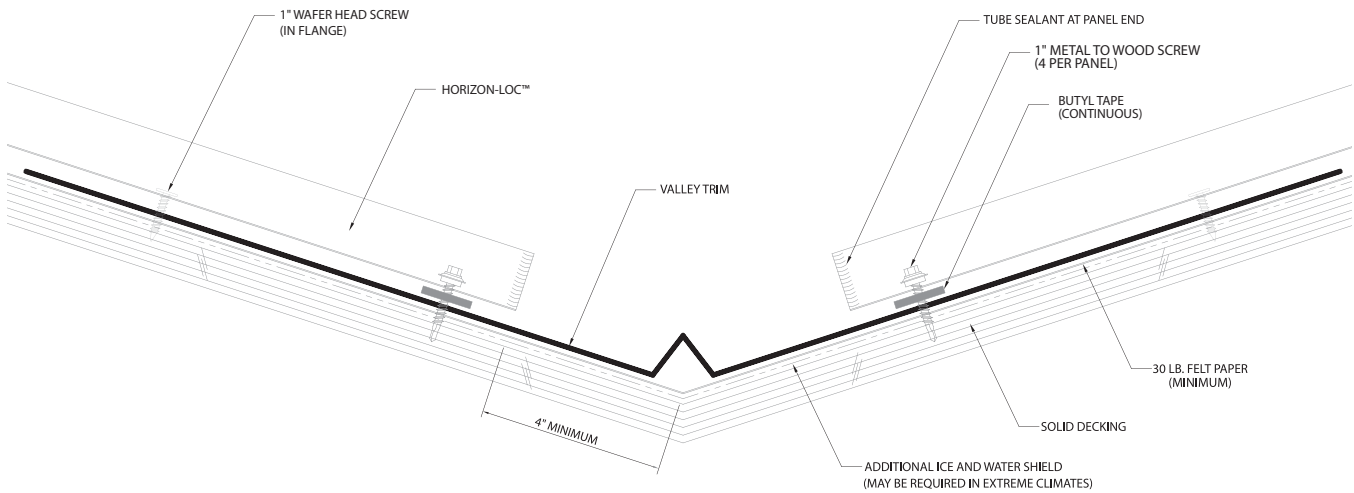 1" WAFER HEAD SCREW
(IN FLANGE)
HORIZON-LOC™
VALLEY TRIM
4" MINIMUM
TUBE SEALANT AT PANEL END
1" METAL TO WOOD SCREW
(4 PER PANEL)
BUTYL TAPE
(CONTINUOUS)
30 LB. FELT PAPER
(MINIMUM)
SOLID DECKING
ADDITIONAL ICE AND WATER SHIELD
(MAY BE REQUIRED IN EXTREME CLIMATES)